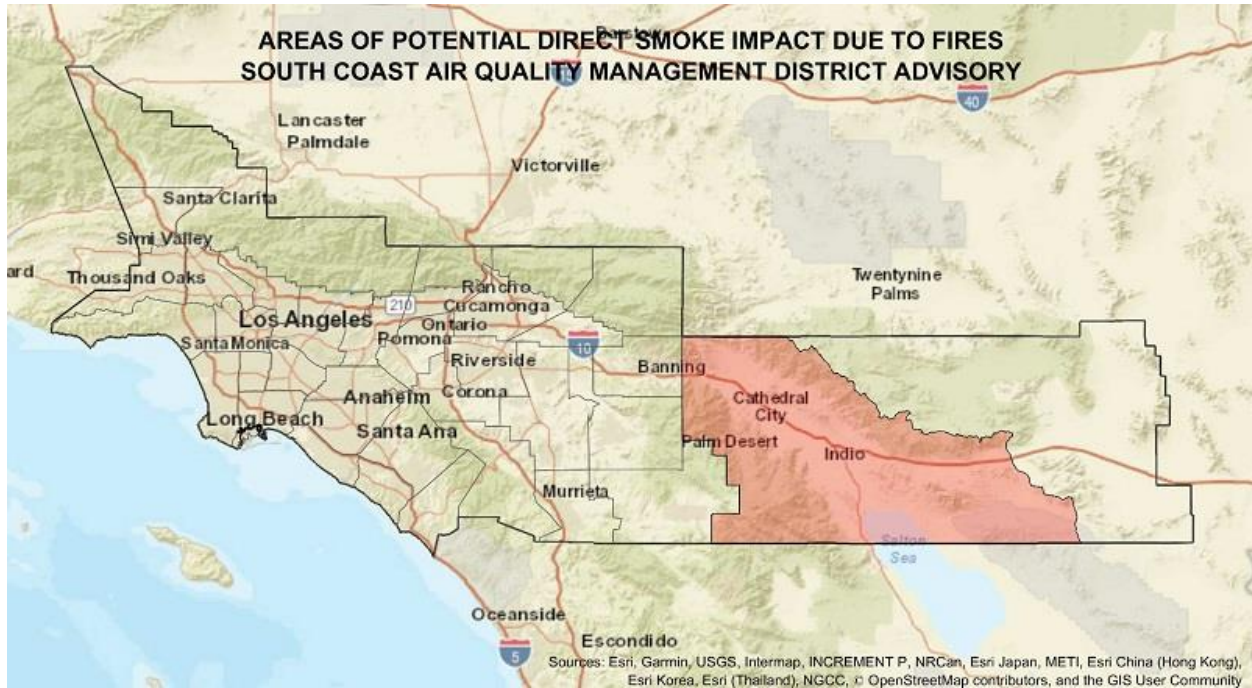 AREAS OF POTENTIAL DIRECT SMOKE IMPACT DUE TO FIRES
SOUTH COAST AIR QUALITY MANAGEMENT DISTRICT ADVISORY
Barstow
15
40
Lancaster
Palmdale
Victorville
Santa Clarita
Simi Valley
ard
Thousand Oaks
Twentynine
Palms
Rancho
Cucamonga
210
Los Angeles
Ontario
Santa Monica
Pomona
10
Riverside
Banning
Anaheim
Corona
Cathedral
City
Long Beach
Santa Ana
Palm Desert
Indio
Murrieta
Salton
Sea
Oceanside
Escondido
5
Sources: Esri, Garmin, USGS, Intermap, INCREMENT P, NRCan, Esri Japan, METI, Esri China (Hong Kong),
Esri Korea, Esri (Thailand), NGCC, © OpenStreetMap contributors, and the GIS User Community